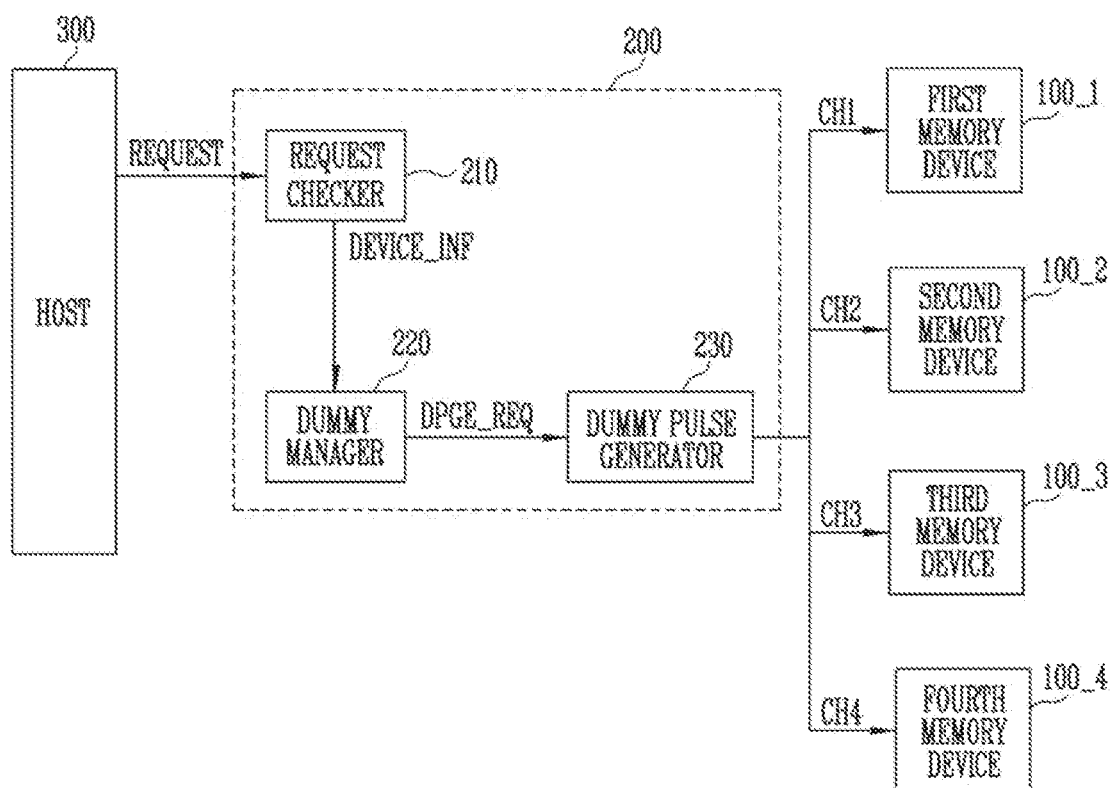 300
HOST
REQUEST
200
REQUEST
CHECKER
210
DEVICE_INF
220
DUMMY
MANAGER
DPGE_REQ
230
DUMMY PULSE
GENERATOR
CH1
FIRST
MEMORY
DEVICE
100_1
CH2
SECOND
MEMORY
DEVICE
100_2
CH3
THIRD
MEMORY
DEVICE
100_3
CH4
FOURTH
MEMORY
DEVICE
100_4